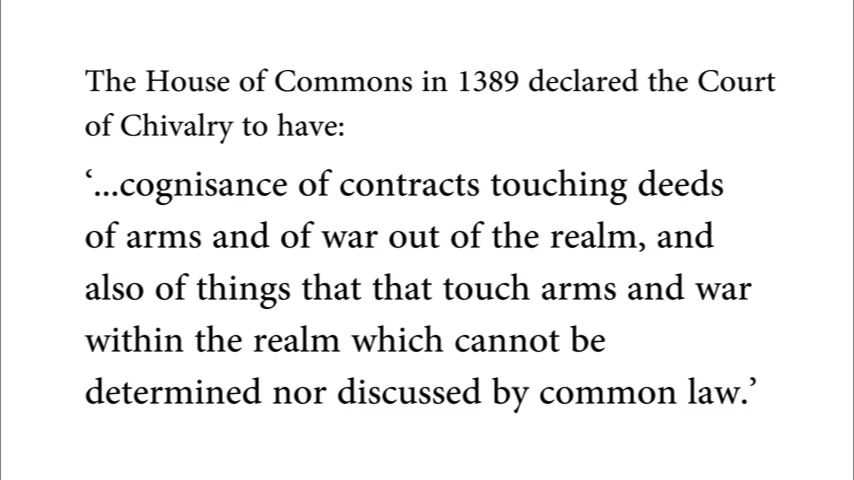 The House of Commons in 1389 declared the Court
of Chivalry to have:
‘...cognisance of contracts touching deeds
of arms and of war out of the realm, and
also of things that that touch arms and war
within the realm which cannot be
determined nor discussed by common law.’